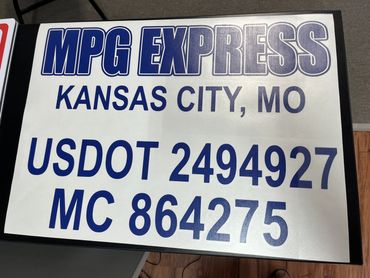 MPG EXPRESS
KANSAS CITY, MO
USDOT 2494927
MC 864275